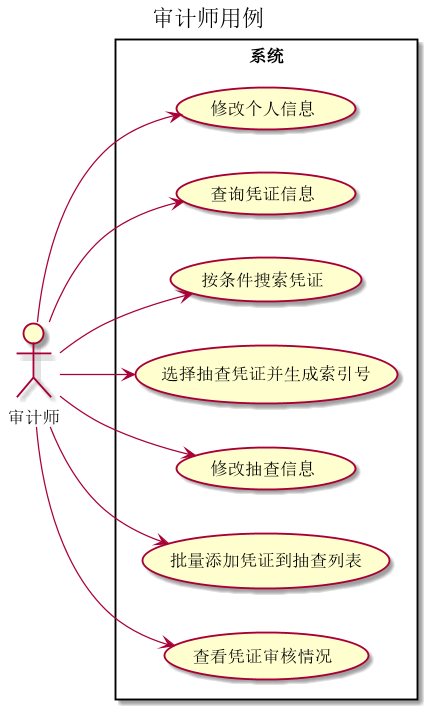 审计师用例
系统
修改个人信息
查询凭证信息
按条件搜索凭证
选择抽查凭证并生成索引号
审计师
修改抽查信息
批量添加凭证到抽查列表
查看凭证审核情况